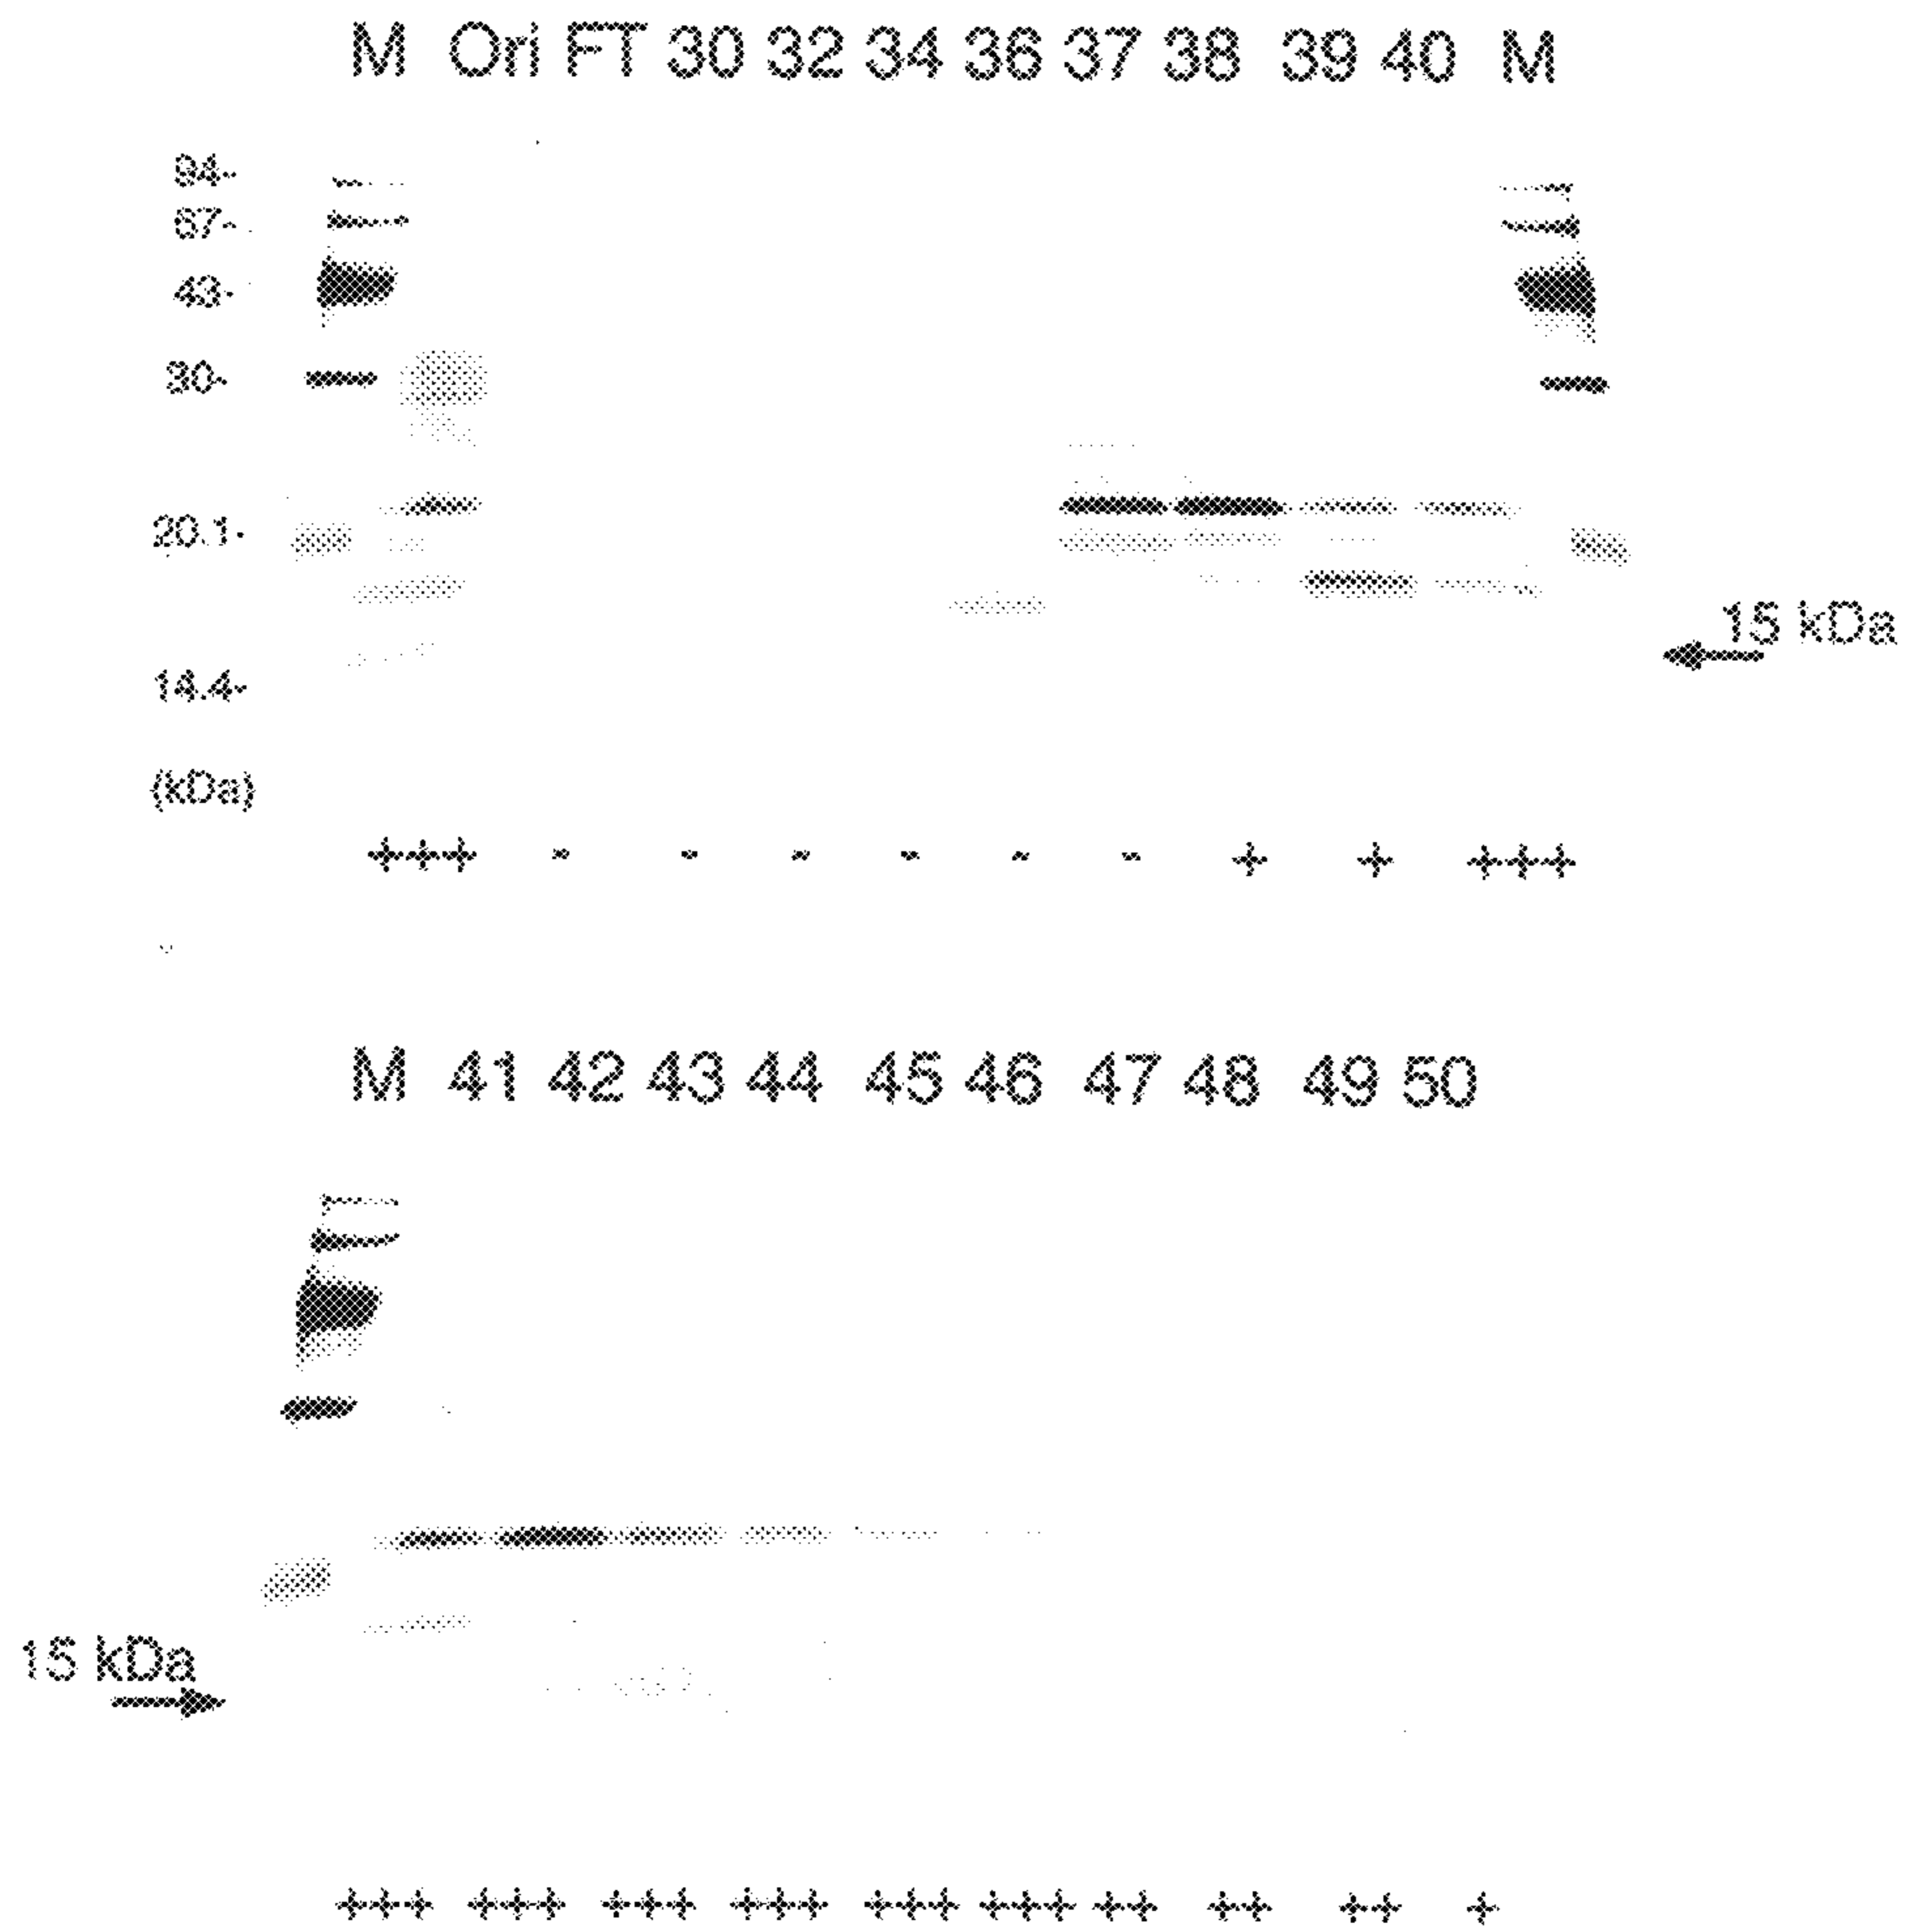 M Ori FT 30 32 34 36 37 38 39 40 M
94-
67-
43-
30-
20.1-
15 kDa
14.4-
(kDa)
+++ - - - - - - + + +++
M 41 42 43 44 45 46 47 48 49 50
15 kDa
+++ +++ +++ +++ +++ +++ ++ ++ ++ +